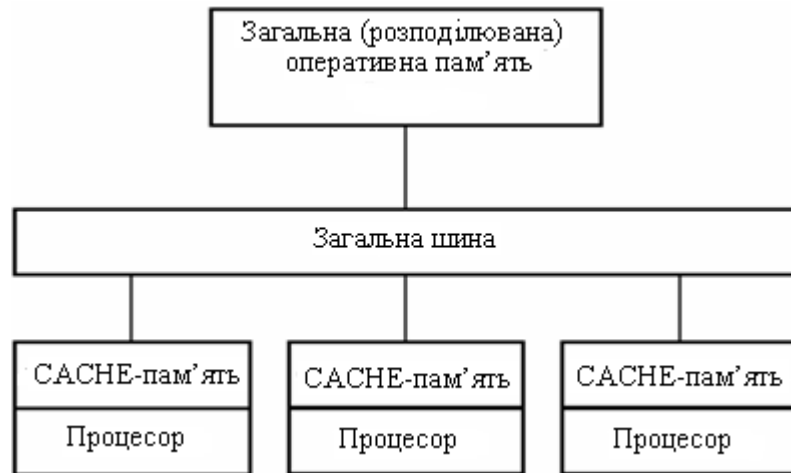 Загальна (розподілювана)
оперативна пам’ять
Загальна шина
CACHE-пам’ять
CACHE-пам’ять
CACHE-пам’ять
Процесор
Процесор
Процесор